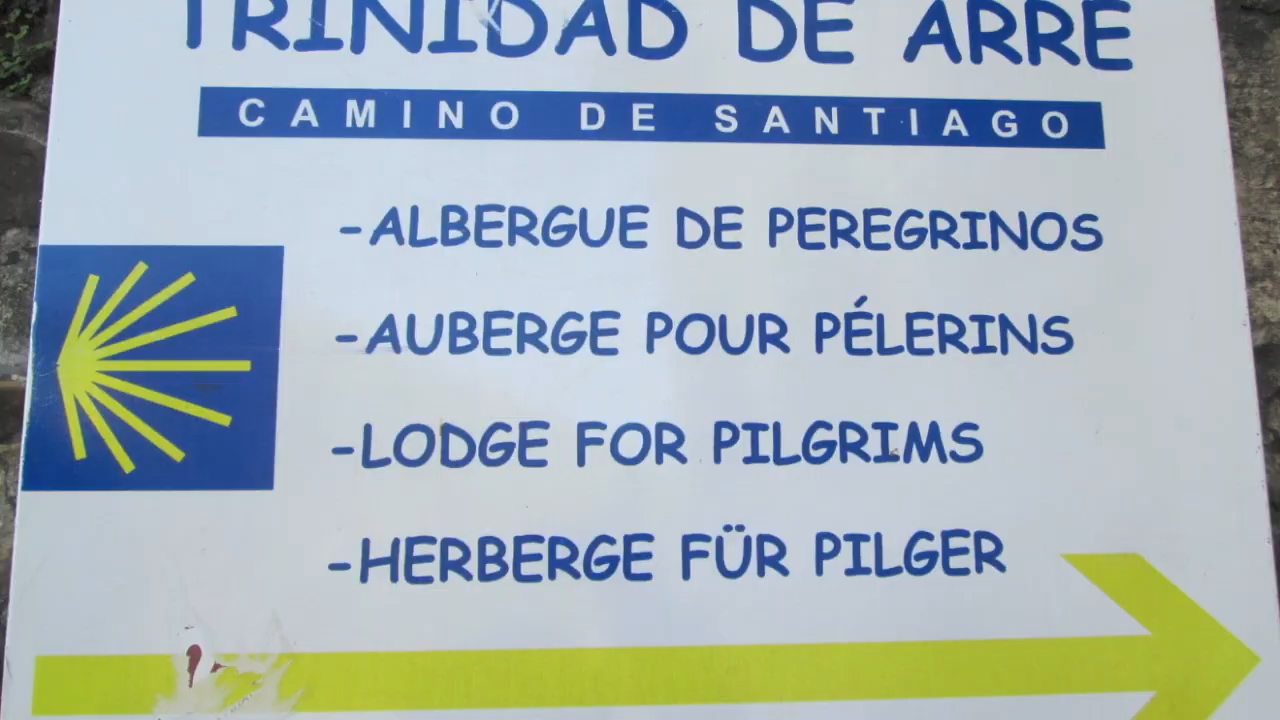 TRINIDAD DE ARRE
CAMINO DE SANTIAGO
-ALBERGUE DE PEREGRINOS
-AUBERGE POUR PÉLERINS
-LODGE FOR PILGRIMS
-HERBERGE FÜR PILGER